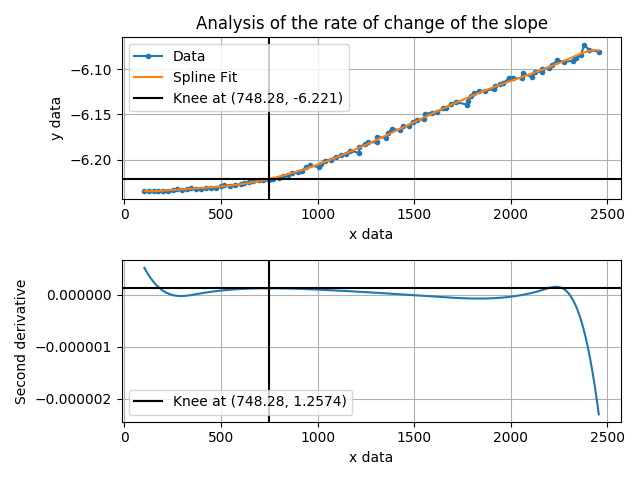 Analysis of the rate of change of the slope
Data
Spline Fit
Knee at (748.28, -6.221)
y data
−6.10
−6.15
−6.20
0 500 1000 1500 2000 2500
x data
Second derivative
0.000000
−0.000001
−0.000002
Knee at (748.28, 1.2574)
0 500 1000 1500 2000 2500
x data